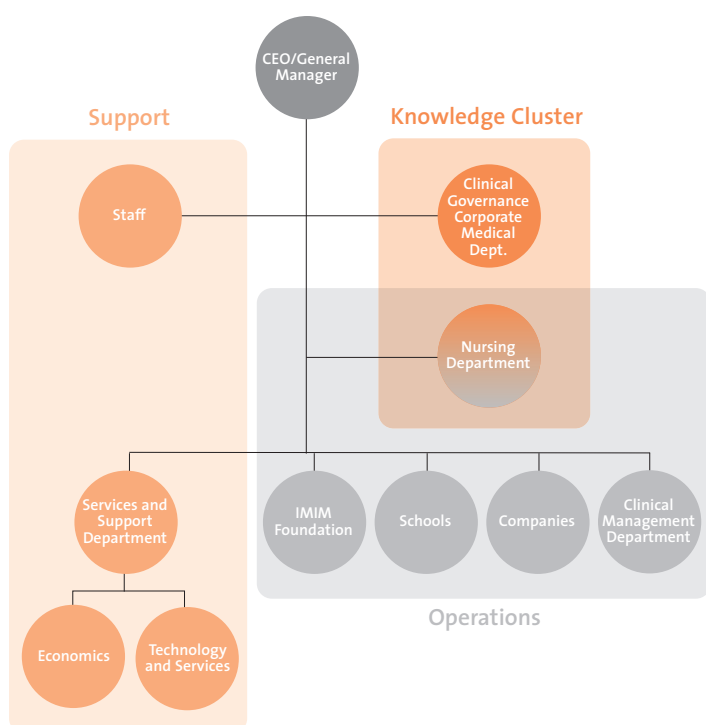 CEO/General
Manager
Support
Knowledge Cluster
Staff
Clinical
Governance
Corporate
Medical
Dept.
Nursing
Department
Services and
Support
Department
IMIM
Foundation
Schools
Companies
Clinical
Management
Department
Operations
Economics
Technology
and Services